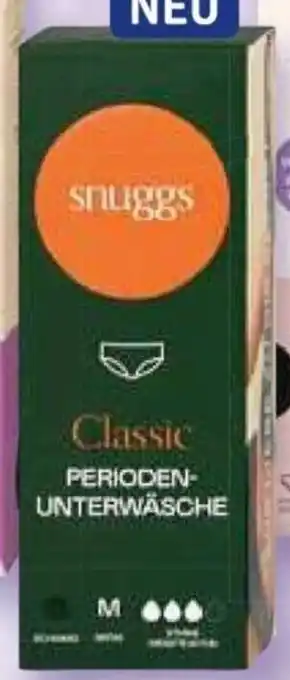 NEU
snuggs
Classic
PERIODEN-
UNTERWÄSCHE
M